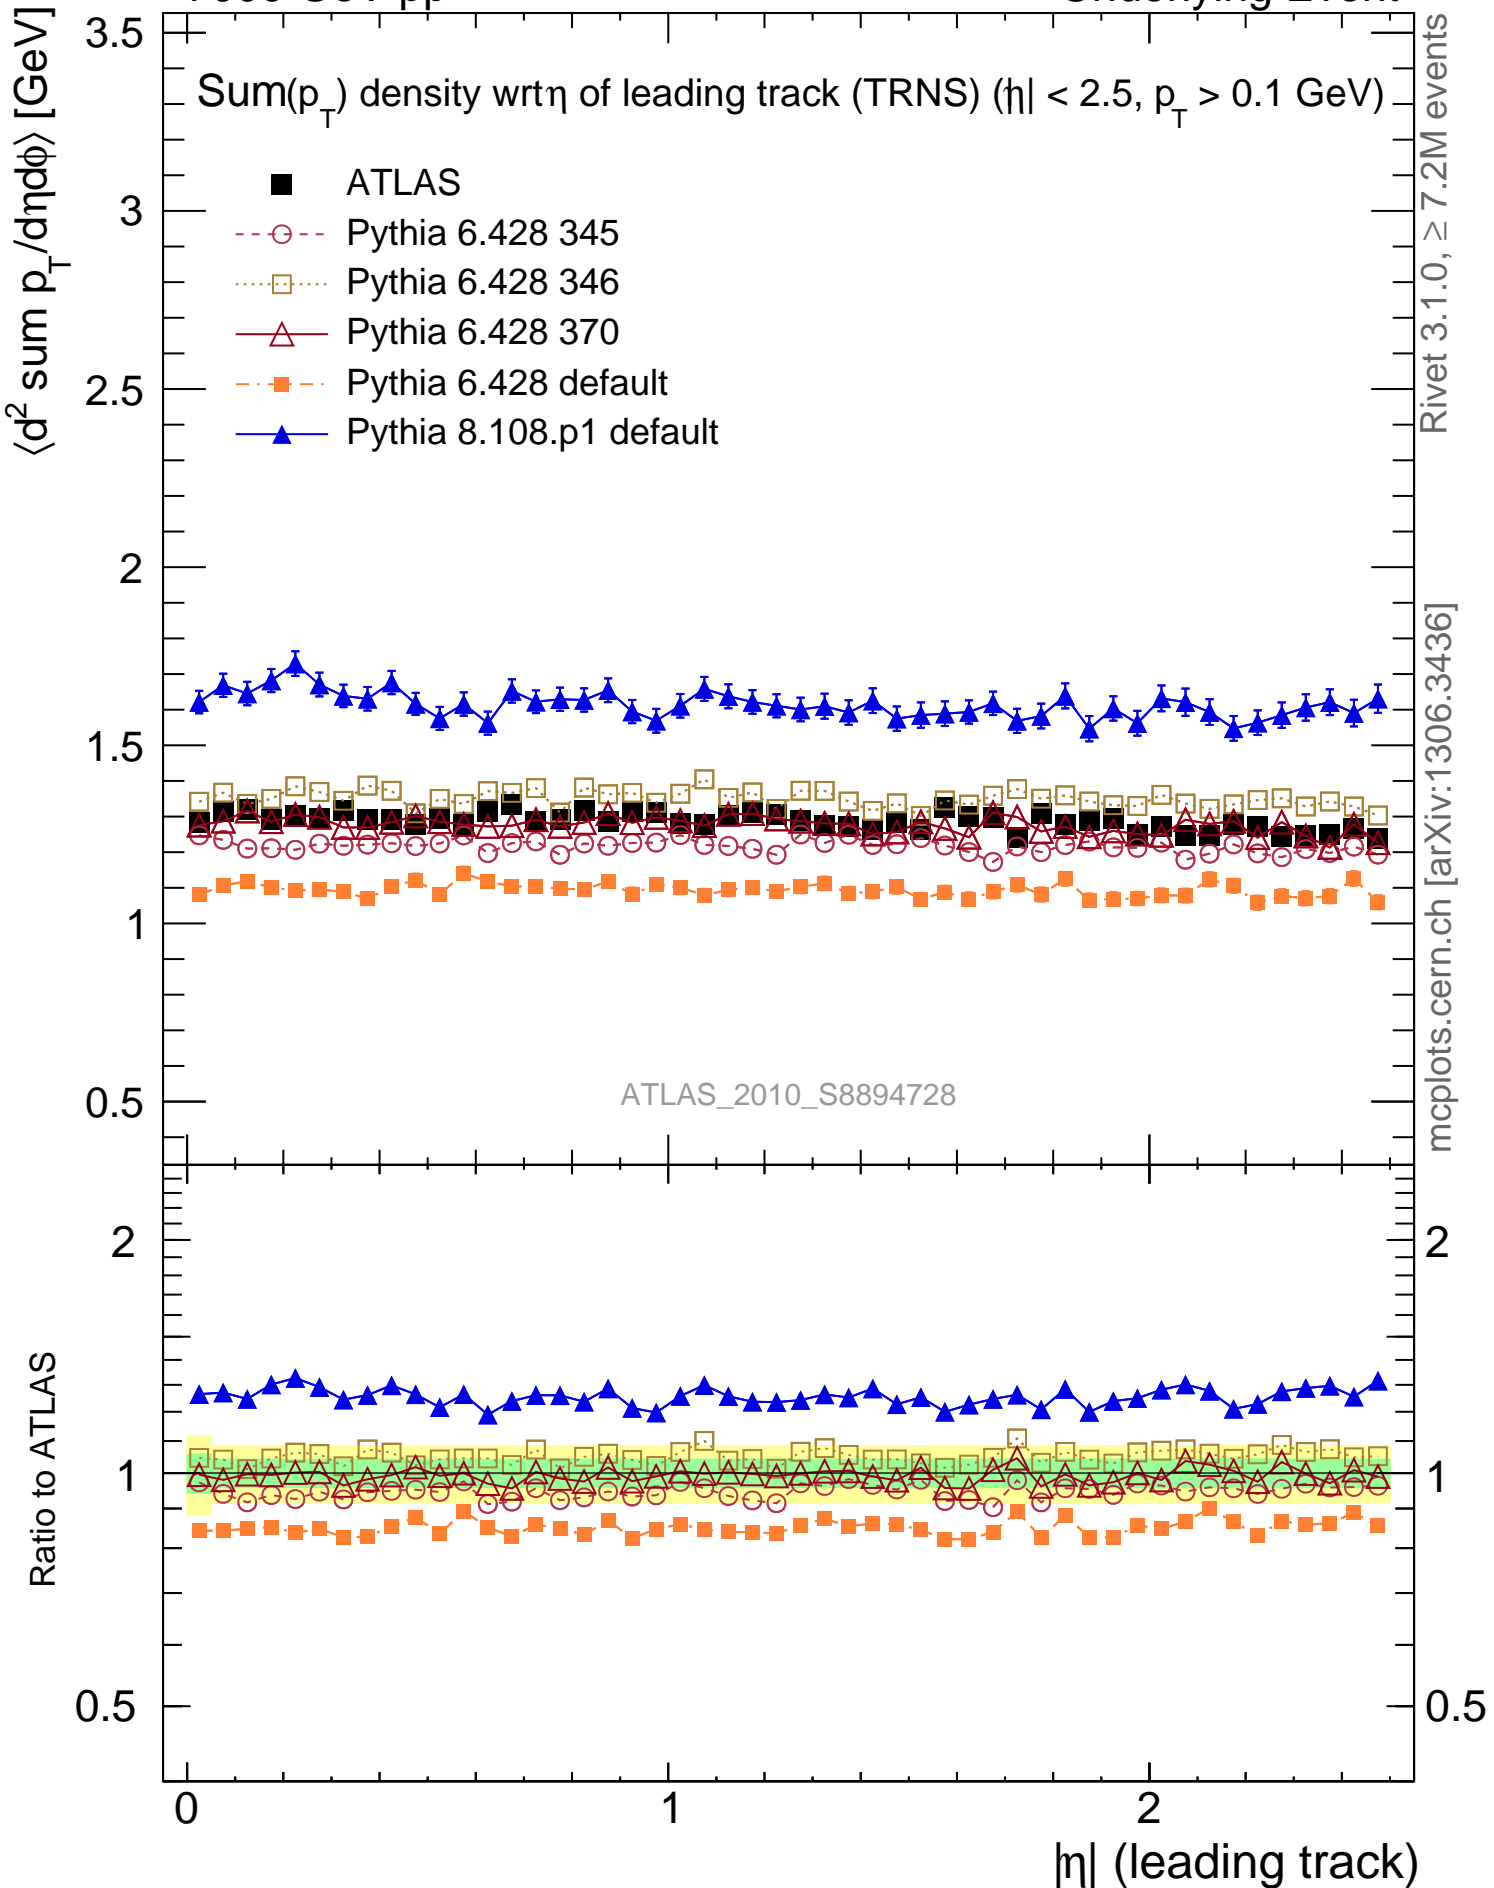 ⟨d² sum p_T/dηdϕ⟩ [GeV]
Sum(p_T) density wrtη of leading track (TRNS) (|η| < 2.5, p_T > 0.1 GeV)
ATLAS
Pythia 6.428 345
Pythia 6.428 346
Pythia 6.428 370
Pythia 6.428 default
Pythia 8.108.p1 default
3.5
3
2.5
2
1.5
1
0.5
ATLAS_2010_S8894728
Rivet 3.1.0, ≥ 7.2M events
mcplots.cern.ch [arXiv:1306.3436]
Ratio to ATLAS
2
1
0.5
2
1
0.5
0
1
2
|η| (leading track)